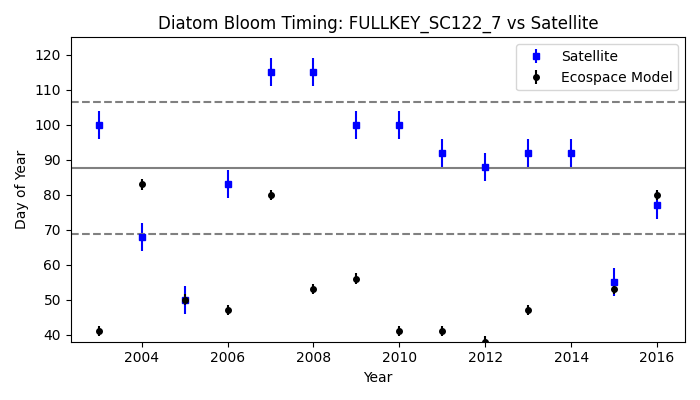 Diatom Bloom Timing: FULLKEY_SC122_7 vs Satellite
120
110
100
90
80
70
60
50
40
Day of Year
Satellite
Ecospace Model
2004 2006 2008 2010 2012 2014 2016
Year